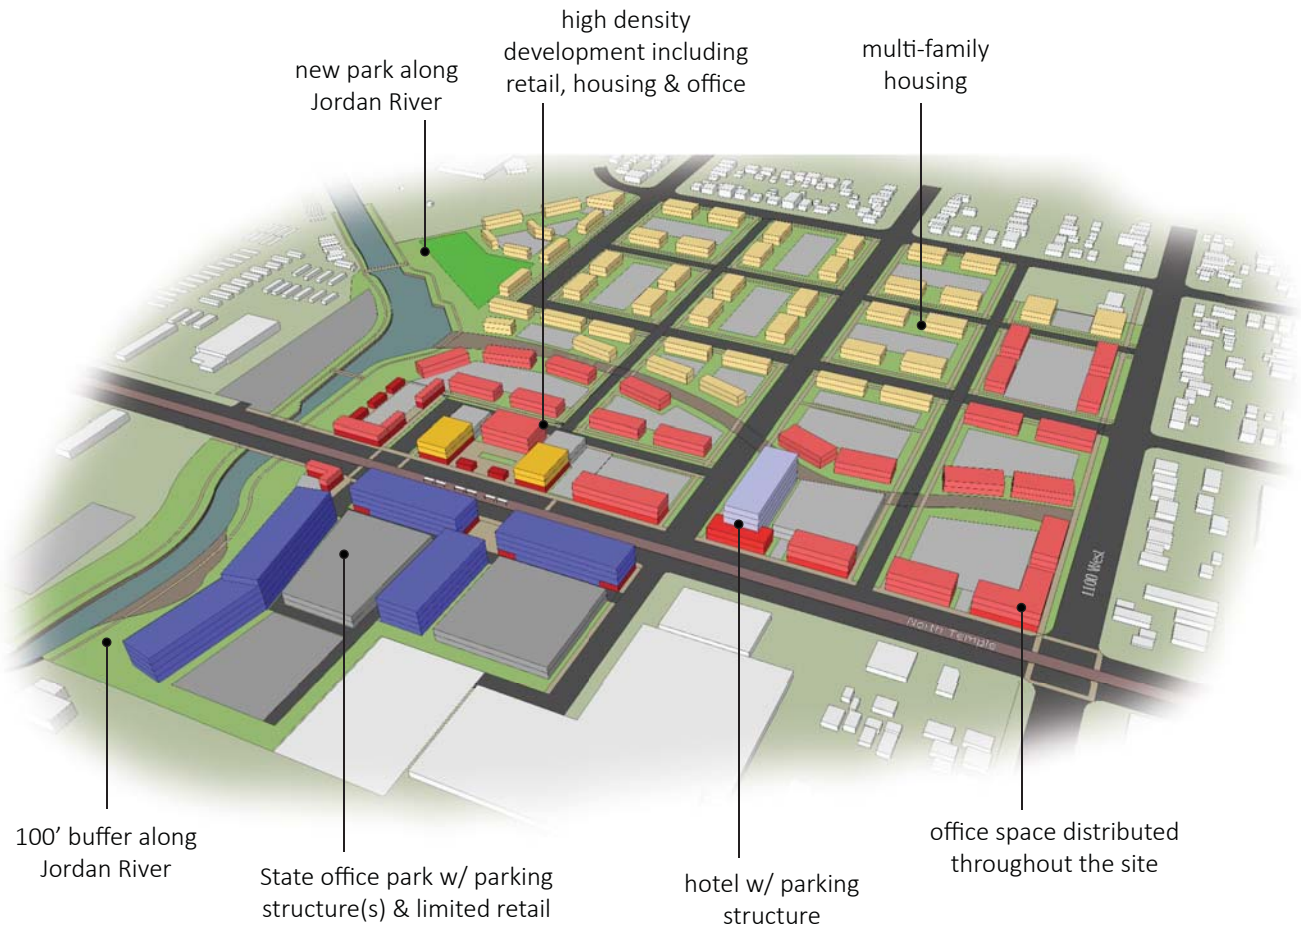 high density
development including
retail, housing & office
multi-family
housing
new park along
Jordan River
1100 West
North Temple
100’ buffer along
Jordan River
State office park w/ parking
structure(s) & limited retail
hotel w/ parking
structure
office space distributed
throughout the site